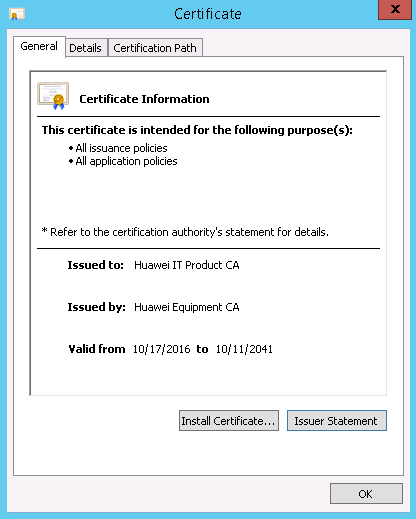 Certificate
x
General Details Certification Path
Certificate Information
This certificate is intended for the following purpose(s):
• All issuance policies
• All application policies
* Refer to the certification authority's statement for details.
Issued to: Huawei IT Product CA
Issued by: Huawei Equipment CA
Valid from 10/17/2016 to 10/11/2041
Install Certificate... Issuer Statement
OK